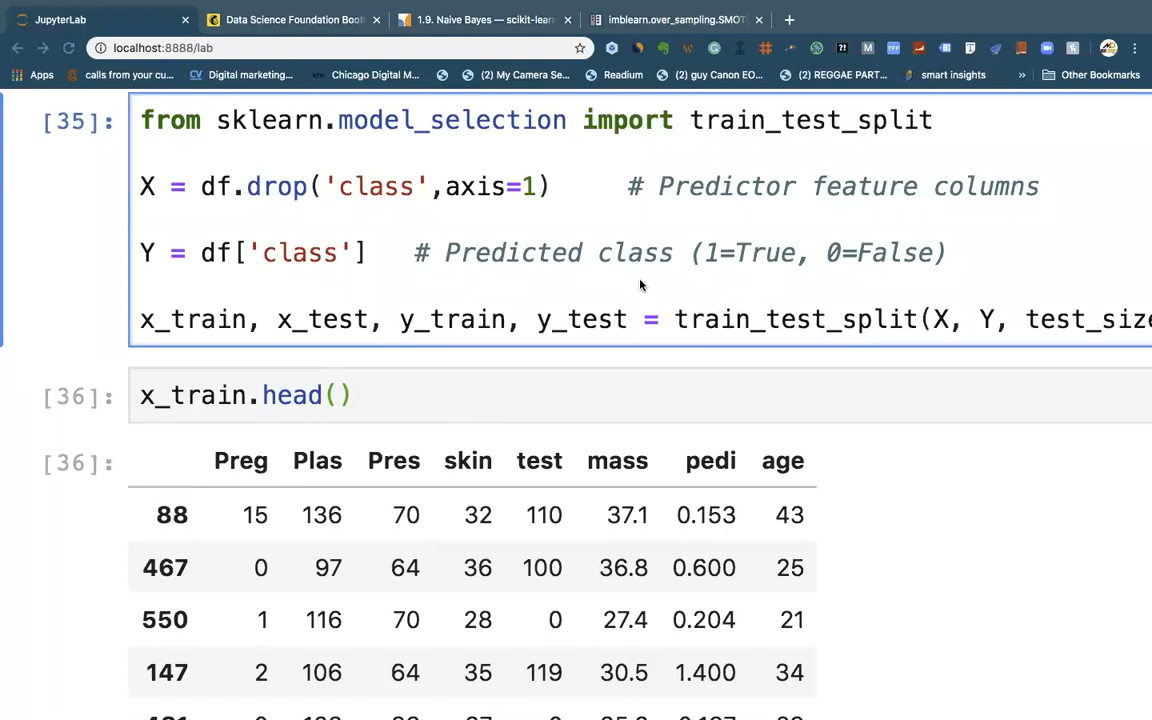 JupyterLab
Data Science Foundation Boot
1.9. Naive Bayes — scikit-lear
imblearn.over_sampling.SMOT
localhost:8888/lab
Apps
calls from your cu...
CV Digital marketing...
Chicago Digital M...
(2) My Camera Se...
Readium
(2) guy Canon EO...
(2) REGGAE PART...
smart insights
»
Other Bookmarks
[35]:
from sklearn.model_selection import train_test_split
X = df.drop('class',axis=1) # Predictor feature columns
Y = df['class'] # Predicted class (1=True, 0=False)
x_train, x_test, y_train, y_test = train_test_split(X, Y, test_size
[36]:
x_train.head()
[36]:
Preg Plas Pres skin test mass pedi age
88 15 136 70 32 110 37.1 0.153 43
467 0 97 64 36 100 36.8 0.600 25
550 1 116 70 28 0 27.4 0.204 21
147 2 106 64 35 119 30.5 1.400 34